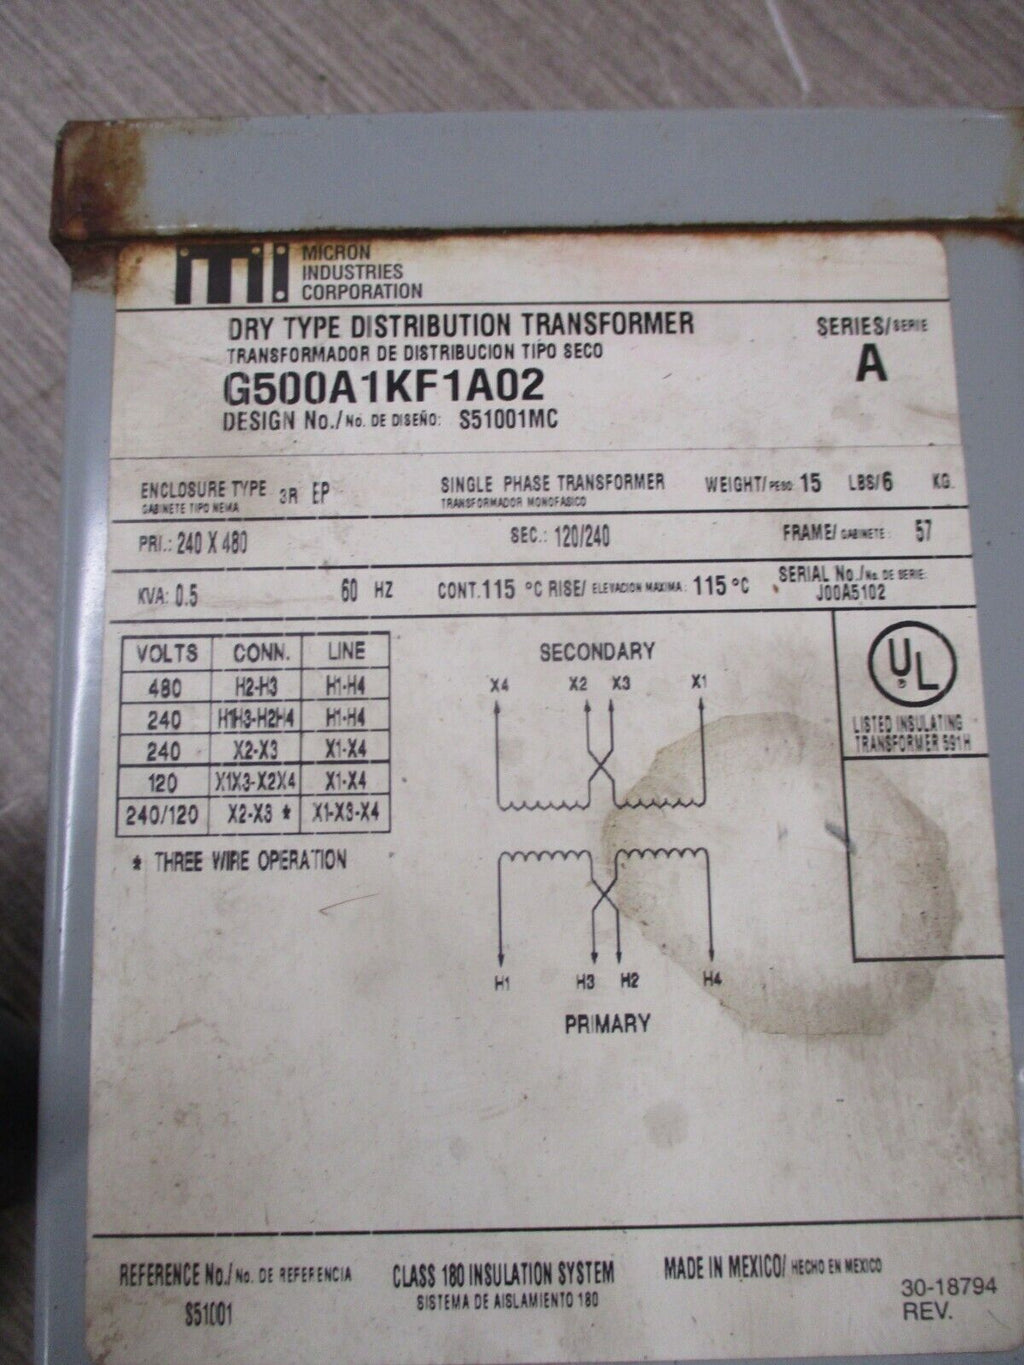 MICRON
INDUSTRIES
CORPORATION
DRY TYPE DISTRIBUTION TRANSFORMER
TRANSFORMADOR DE DISTRIBUCION TIPO SECO
SERIES/SERIE
A
G500A1KF1A02
DESIGN No./No. DE DISEÑO: S51001MC
ENCLOSURE TYPE 3R EP
GABINETE TIPO NEMA
SINGLE PHASE TRANSFORMER
TRANSFORMADOR MONOFASICO
WEIGHT/PESO: 15 LBS/6 KG.
PRI.: 240 X 480 SEC.: 120/240 FRAME/GABINETE: 57
KVA: 0.5 60 HZ CONT. 115 °C RISE/ELEVACION MAXIMA: 115 °C
SERIAL No./No. DE SERIE:
J00A5102
VOLTS CONN. LINE
480 H2-H3 H1-H4
240 H1H3-H2H4 H1-H4
240 X2-X3 X1-X4
120 X1X3-X2X4 X1-X4
240/120 X2-X3 * X1-X3-X4
* THREE WIRE OPERATION
SECONDARY
X4 X2 X3 X1
H1 H3 H2 H4
PRIMARY
UL
®
LISTED INSULATING
TRANSFORMER 591H
REFERENCE No./No. DE REFERENCIA
S51001
CLASS 180 INSULATION SYSTEM
SISTEMA DE AISLAMIENTO 180
MADE IN MEXICO/HECHO EN MEXICO
30-18794
REV.